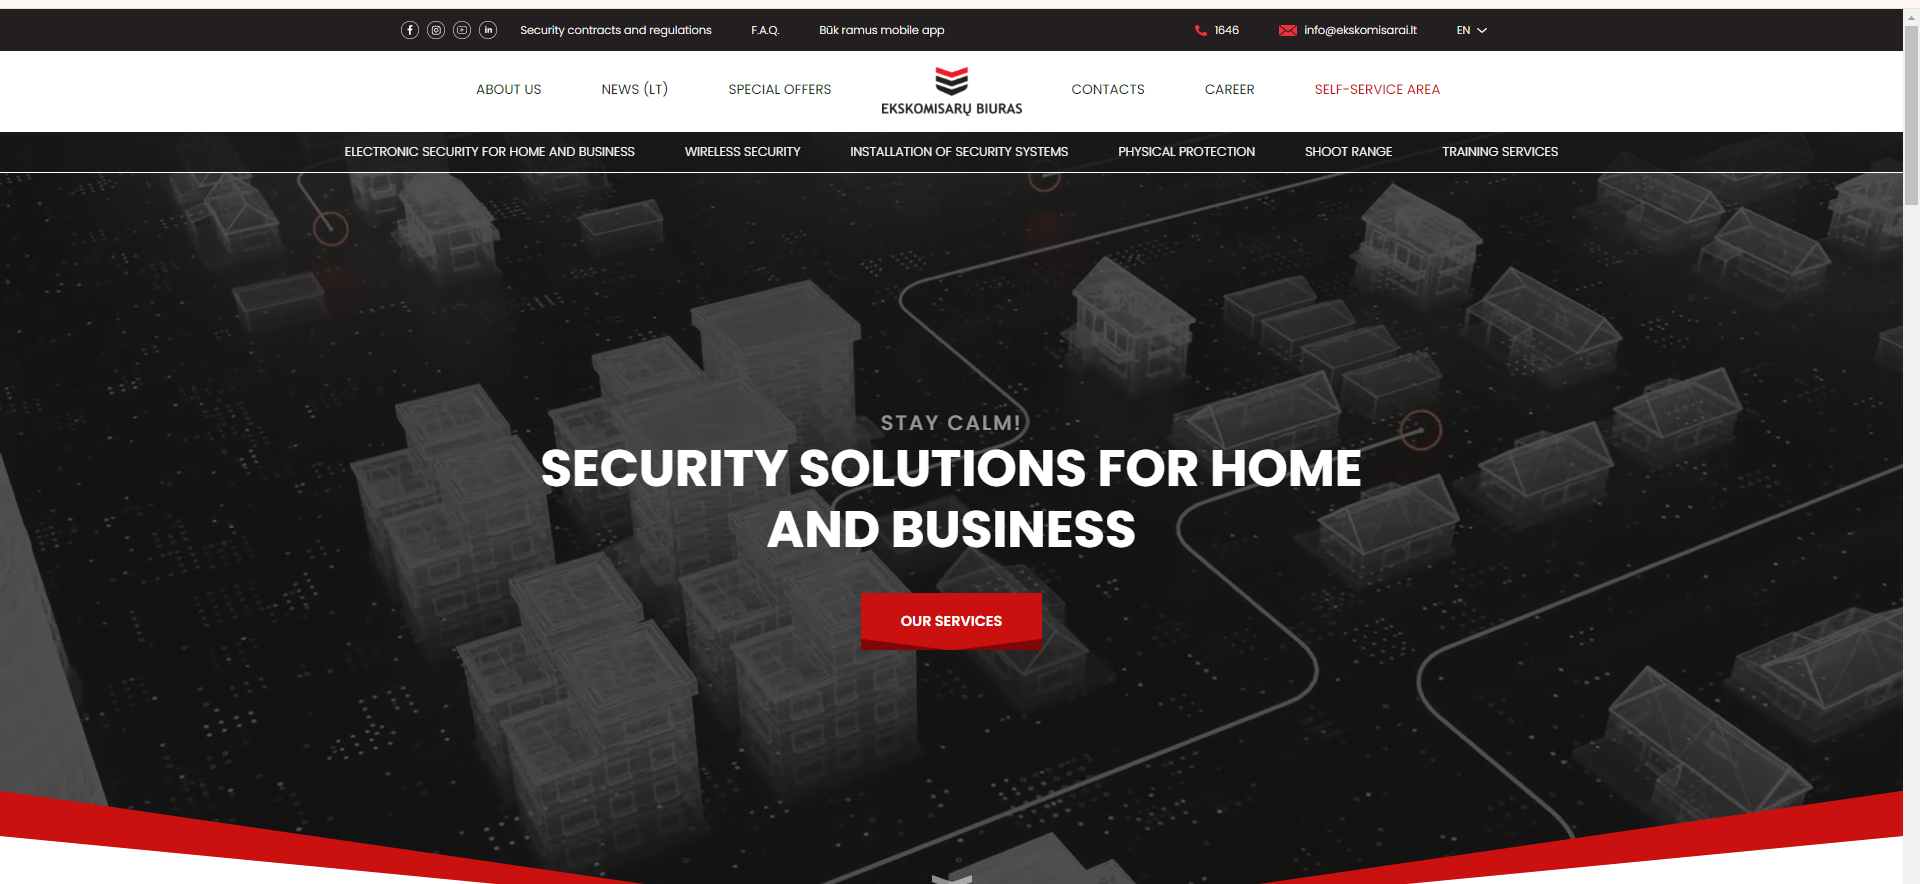 Security contracts and regulations F.A.Q. Būk ramus mobile app 1646 info@ekskomisarai.lt EN
ABOUT US NEWS (LT) SPECIAL OFFERS EKSKOMISARŲ BIURAS CONTACTS CAREER SELF-SERVICE AREA
ELECTRONIC SECURITY FOR HOME AND BUSINESS WIRELESS SECURITY INSTALLATION OF SECURITY SYSTEMS PHYSICAL PROTECTION SHOOT RANGE TRAINING SERVICES
STAY CALM!
SECURITY SOLUTIONS FOR HOME
AND BUSINESS
OUR SERVICES